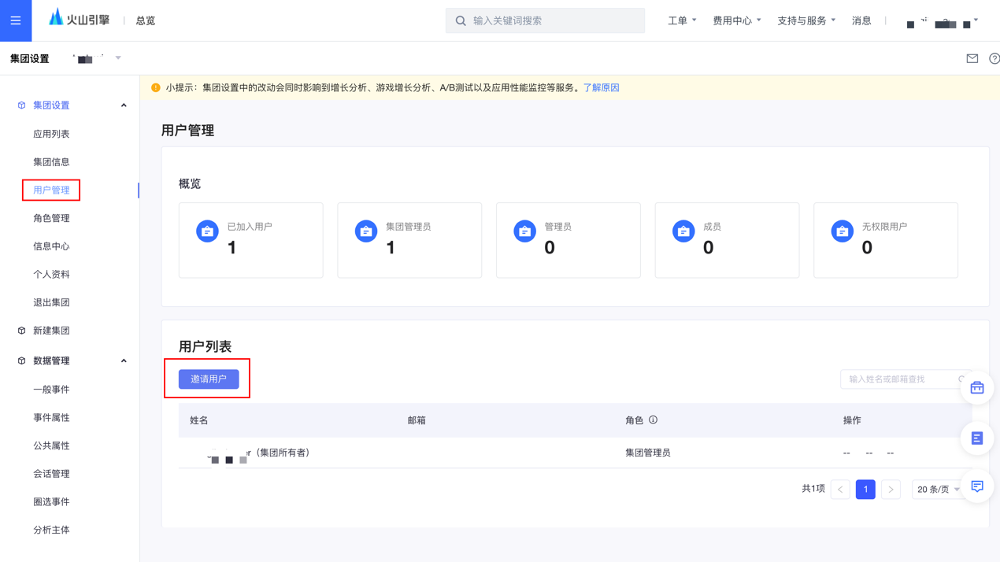 火山引擎
总览
输入关键词搜索
工单
费用中心
支持与服务
消息
集团设置
小提示：集团设置中的改动会同时影响到增长分析、游戏增长分析、A/B测试以及应用性能监控等服务。了解原因
集团设置
应用列表
集团信息
用户管理
角色管理
信息中心
个人资料
退出集团
新建集团
数据管理
一般事件
事件属性
公共属性
会话管理
圈选事件
分析主体
用户管理
概览
已加入用户
1
集团管理员
1
管理员
0
成员
0
无权限用户
0
用户列表
邀请用户
输入姓名或邮箱查找
姓名 邮箱 角色 操作
（集团所有者） 集团管理员 -- -- --
共1项 < 1 > 20 条/页